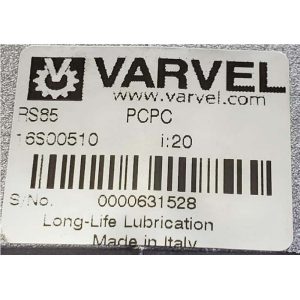 VARVEL
www.varvel.com
RS85 PCPC
16S00510 i:20
S/No. 0000631528
Long-Life Lubrication
Made in Italy